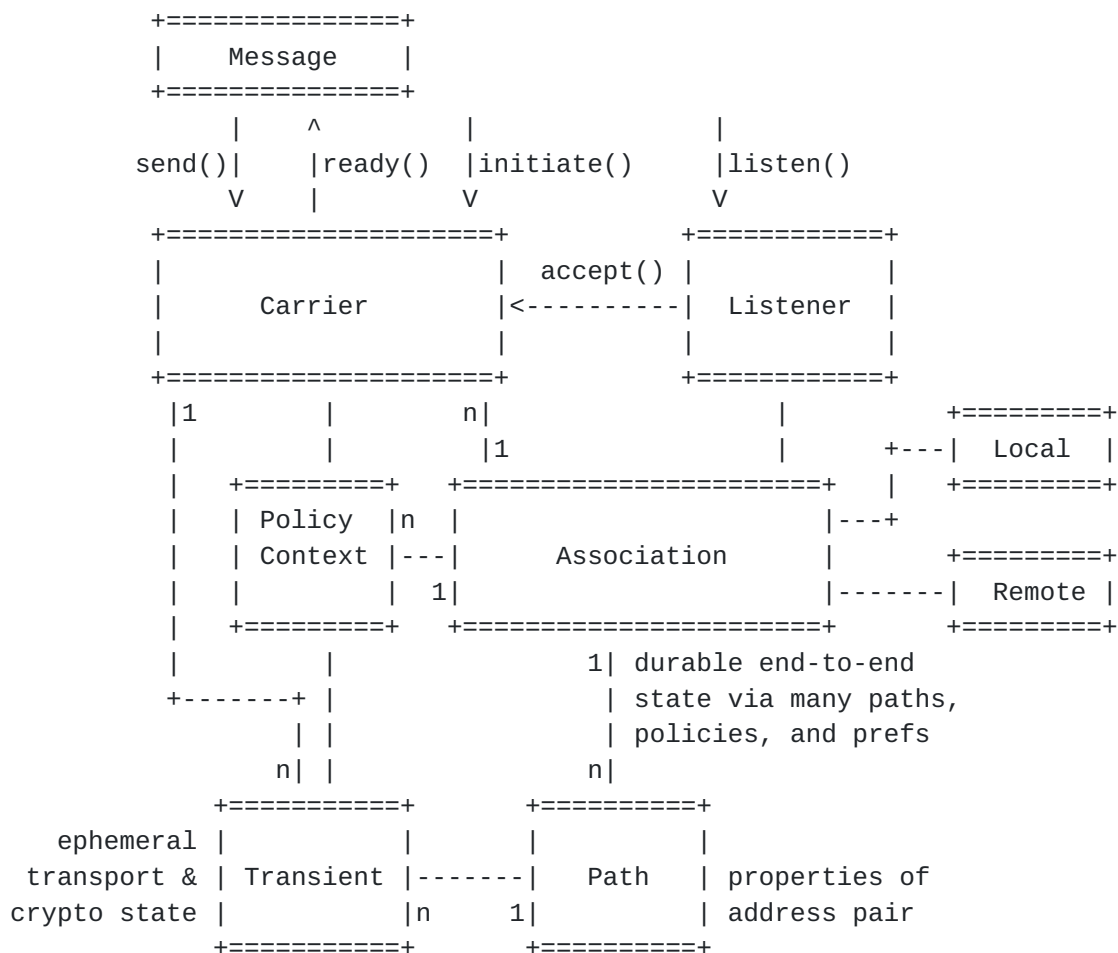 Message
send() ready() initiate() listen()
accept()
Carrier Listener
1 n
1 Local
Policy n
Context Association
1 Remote
1 durable end-to-end
state via many paths,
policies, and prefs
n n
ephemeral
transport & Transient Path properties of
crypto state n 1 address pair